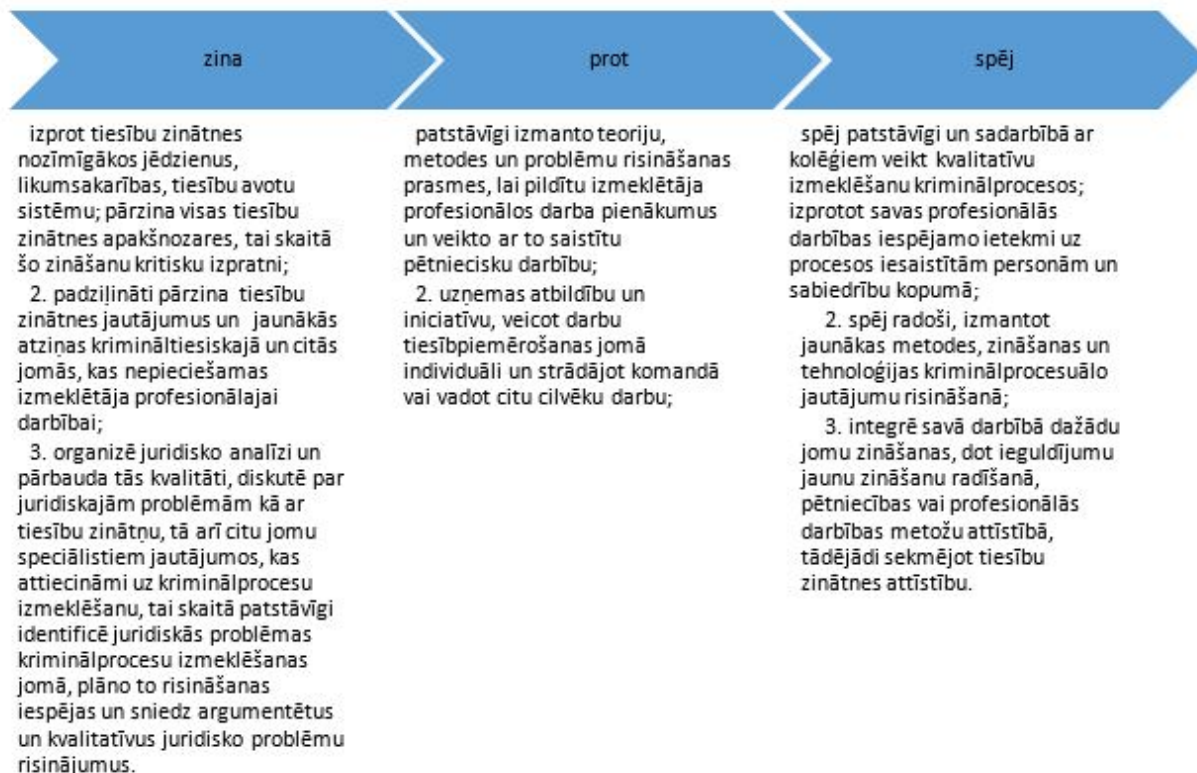 zina
izprot tiesību zinātnes
nozīmīgākos jēdzienus,
likumsakarības, tiesību avotu
sistēmu; pārzina visas tiesību
zinātnes apakšnozares, tai skaitā
šo zināšanu kritisku izpratni;
2. padziļināti pārzina tiesību
zinātnes jautājumus un jaunākās
atziņas krimināltiesiskajā un citās
jomās, kas nepieciešamas
izmeklētāja profesionālajai
darbībai;
3. organizē juridisko analīzi un
pārbauda tās kvalitāti, diskutē par
juridiskajām problēmām kā ar
tiesību zinātņu, tā arī citu jomu
speciālistiem jautājumos, kas
attiecināmi uz kriminālprocesu
izmeklēšanu, tai skaitā patstāvīgi
identificē juridiskās problēmas
kriminālprocesu izmeklēšanas
jomā, plāno to risināšanas
iespējas un sniedz argumentētus
un kvalitatīvus juridisko problēmu
risinājumus.
prot
patstāvīgi izmanto teoriju,
metodes un problēmu risināšanas
prasmes, lai pildītu izmeklētāja
profesionālos darba pienākumus
un veikto ar to saistītu
pētniecisku darbību;
2. uzņemas atbildību un
iniciatīvu, veicot darbu
tiesībpiemērošanas jomā
individuāli un strādājot komandā
vai vadot citu cilvēku darbu;
spēj
spēj patstāvīgi un sadarbībā ar
kolēģiem veikt kvalitatīvu
izmeklēšanu kriminālprocesos;
izprotot savas profesionālās
darbības iespējamo ietekmi uz
procesos iesaistītām personām un
sabiedrību kopumā;
2. spēj radoši, izmantot
jaunākas metodes, zināšanas un
tehnoloģijas kriminālprocesuālo
jautājumu risināšanā;
3. integrē savā darbībā dažādu
jomu zināšanas, dot ieguldījumu
jaunu zināšanu radīšanā,
pētniecības vai profesionālās
darbības metožu attīstībā,
tādējādi sekmējot tiesību
zinātnes attīstību.